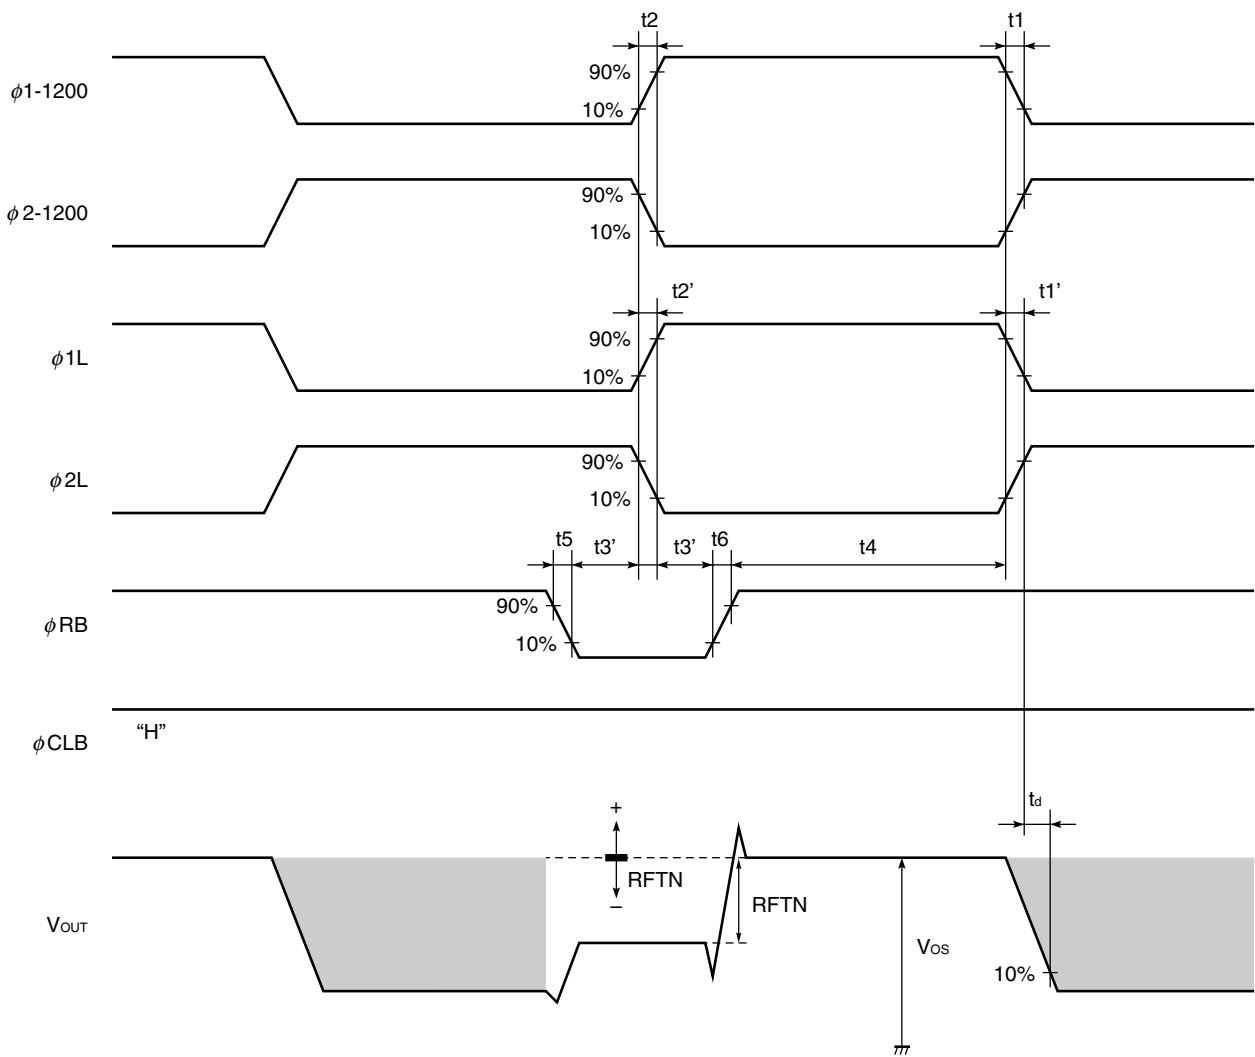 t2
t1
90%
ϕ1-1200
10%
90%
ϕ2-1200
10%
t2’
t1’
90%
ϕ1L
10%
90%
ϕ2L
10%
t5
t3’
t3’
t6
t4
90%
ϕRB
10%
“H”
ϕCLB
td
+
RFTN
–
RFTN
VOUT
VOS
10%